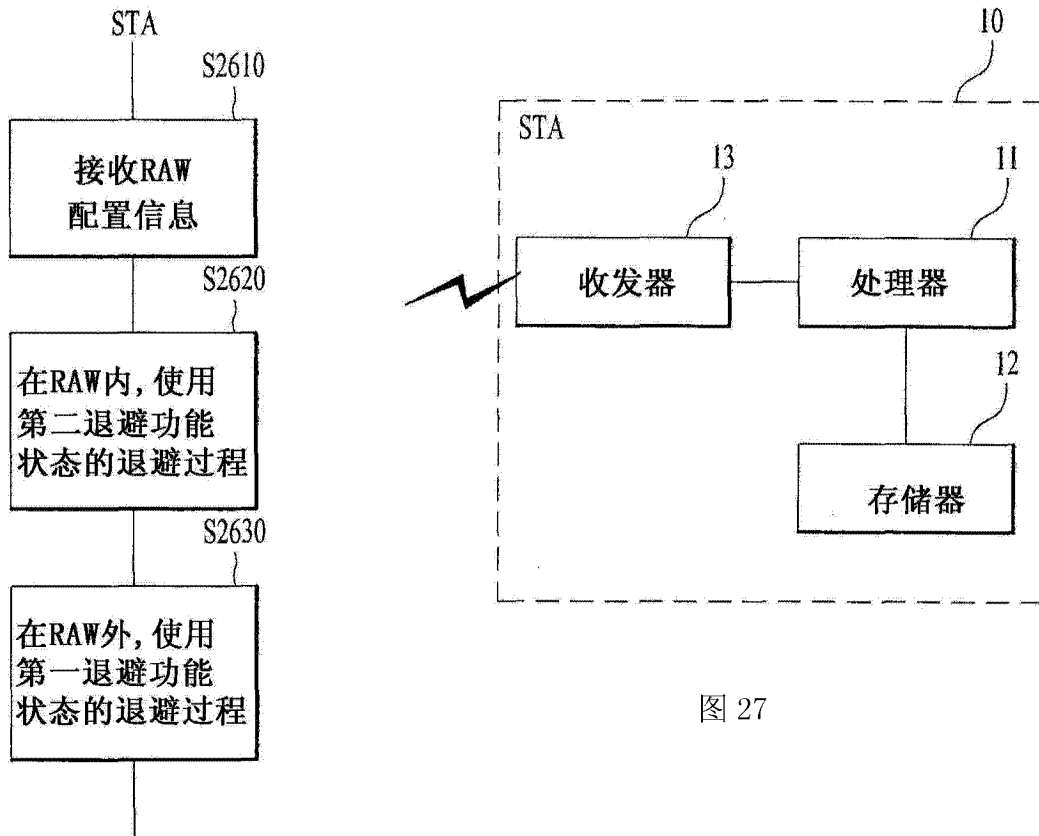 STA
S2610
接收RAW
配置信息
S2620
在RAW内,使用
第二退避功能
状态的退避过程
S2630
在RAW外,使用
第一退避功能
状态的退避过程
10
STA
13
收发器
11
处理器
12
存储器
图 27